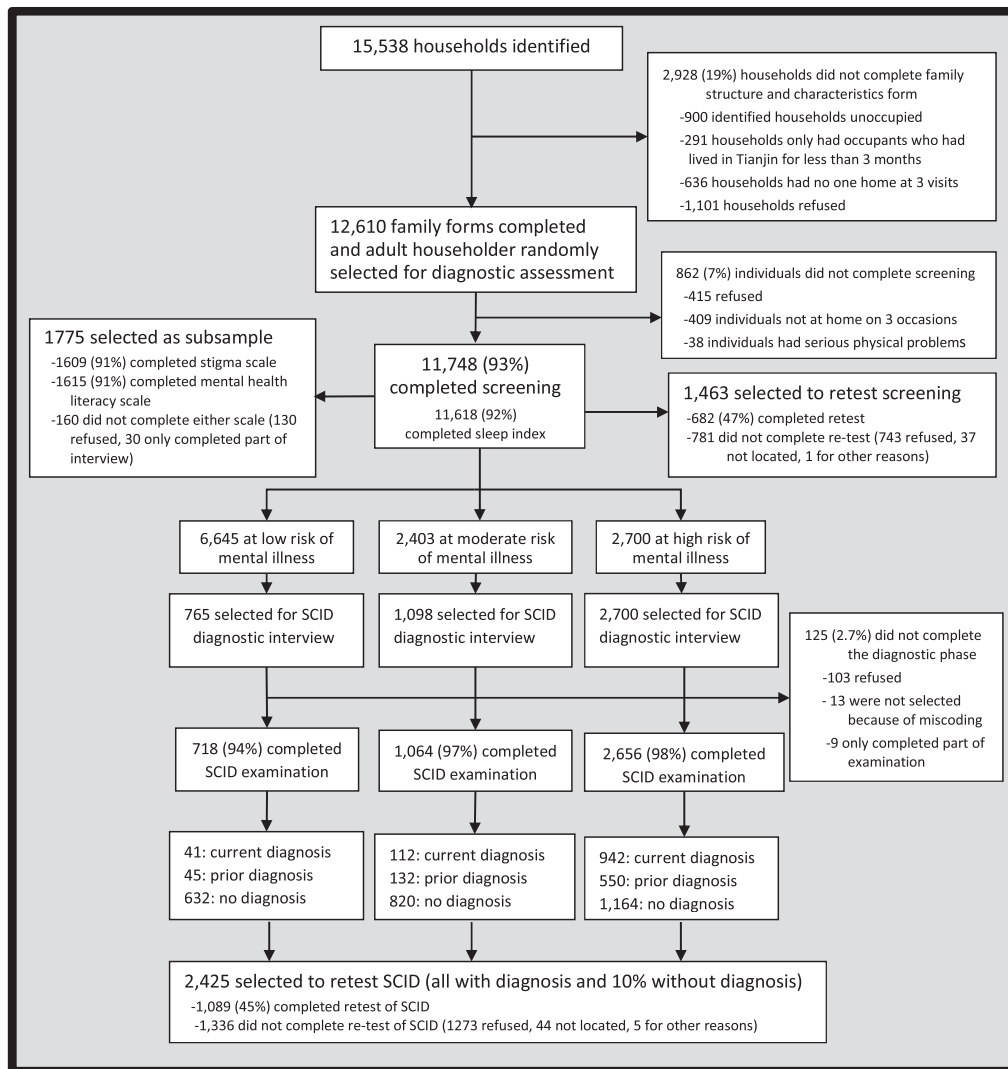 15,538 households identified
2,928 (19%) households did not complete family
structure and characteristics form
-900 identified households unoccupied
-291 households only had occupants who had
lived in Tianjin for less than 3 months
-636 households had no one home at 3 visits
-1,101 households refused
12,610 family forms completed
and adult householder randomly
selected for diagnostic assessment
862 (7%) individuals did not complete screening
-415 refused
-409 individuals not at home on 3 occasions
-38 individuals had serious physical problems
1775 selected as subsample
-1609 (91%) completed stigma scale
-1615 (91%) completed mental health
literacy scale
-160 did not complete either scale (130
refused, 30 only completed part of
interview)
11,748 (93%)
completed screening
11,618 (92%)
completed sleep index
1,463 selected to retest screening
-682 (47%) completed retest
-781 did not complete re-test (743 refused, 37
not located, 1 for other reasons)
6,645 at low risk of
mental illness
2,403 at moderate risk
of mental illness
2,700 at high risk of
mental illness
765 selected for SCID
diagnostic interview
1,098 selected for SCID
diagnostic interview
2,700 selected for SCID
diagnostic interview
125 (2.7%) did not complete
the diagnostic phase
-103 refused
- 13 were not selected
because of miscoding
-9 only completed part of
examination
718 (94%) completed
SCID examination
1,064 (97%) completed
SCID examination
2,656 (98%) completed
SCID examination
41: current diagnosis
45: prior diagnosis
632: no diagnosis
112: current diagnosis
132: prior diagnosis
820: no diagnosis
942: current diagnosis
550: prior diagnosis
1,164: no diagnosis
2,425 selected to retest SCID (all with diagnosis and 10% without diagnosis)
-1,089 (45%) completed retest of SCID
-1,336 did not complete re-test of SCID (1273 refused, 44 not located, 5 for other reasons)